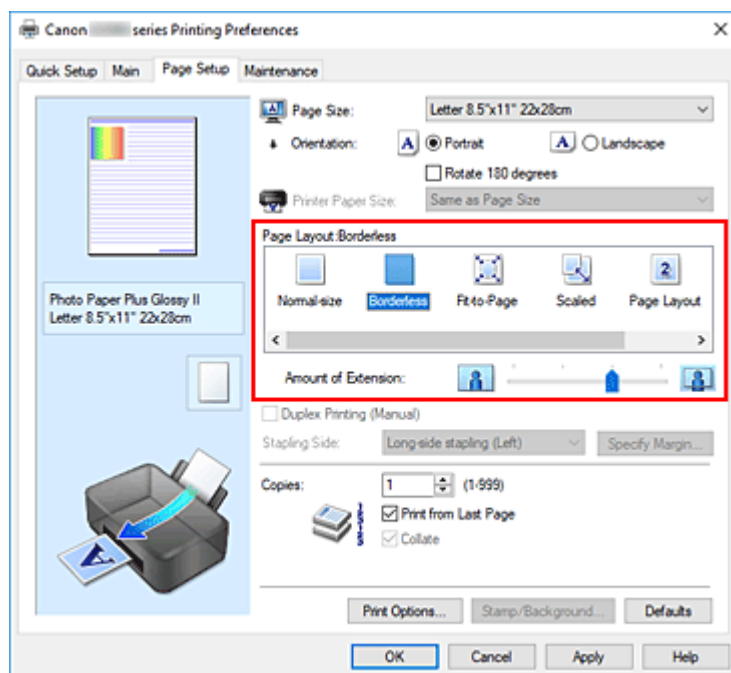 Canon series Printing Preferences
Quick Setup Main Page Setup Maintenance
Page Size: Letter 8.5"x11" 22x28cm
Orientation: A Portrait A Landscape
Rotate 180 degrees
Printer Paper Size: Same as Page Size
Page Layout:Borderless
2
Normal-size Borderless Fit-to-Page Scaled Page Layout
Photo Paper Plus Glossy II
Letter 8.5"x11" 22x28cm
Amount of Extension:
Duplex Printing (Manual)
Stapling Side: Long-side stapling (Left) Specify Margin...
Copies: 1 (1-999)
Print from Last Page
Collate
A
Print Options... Stamp/Background... Defaults
OK Cancel Apply Help